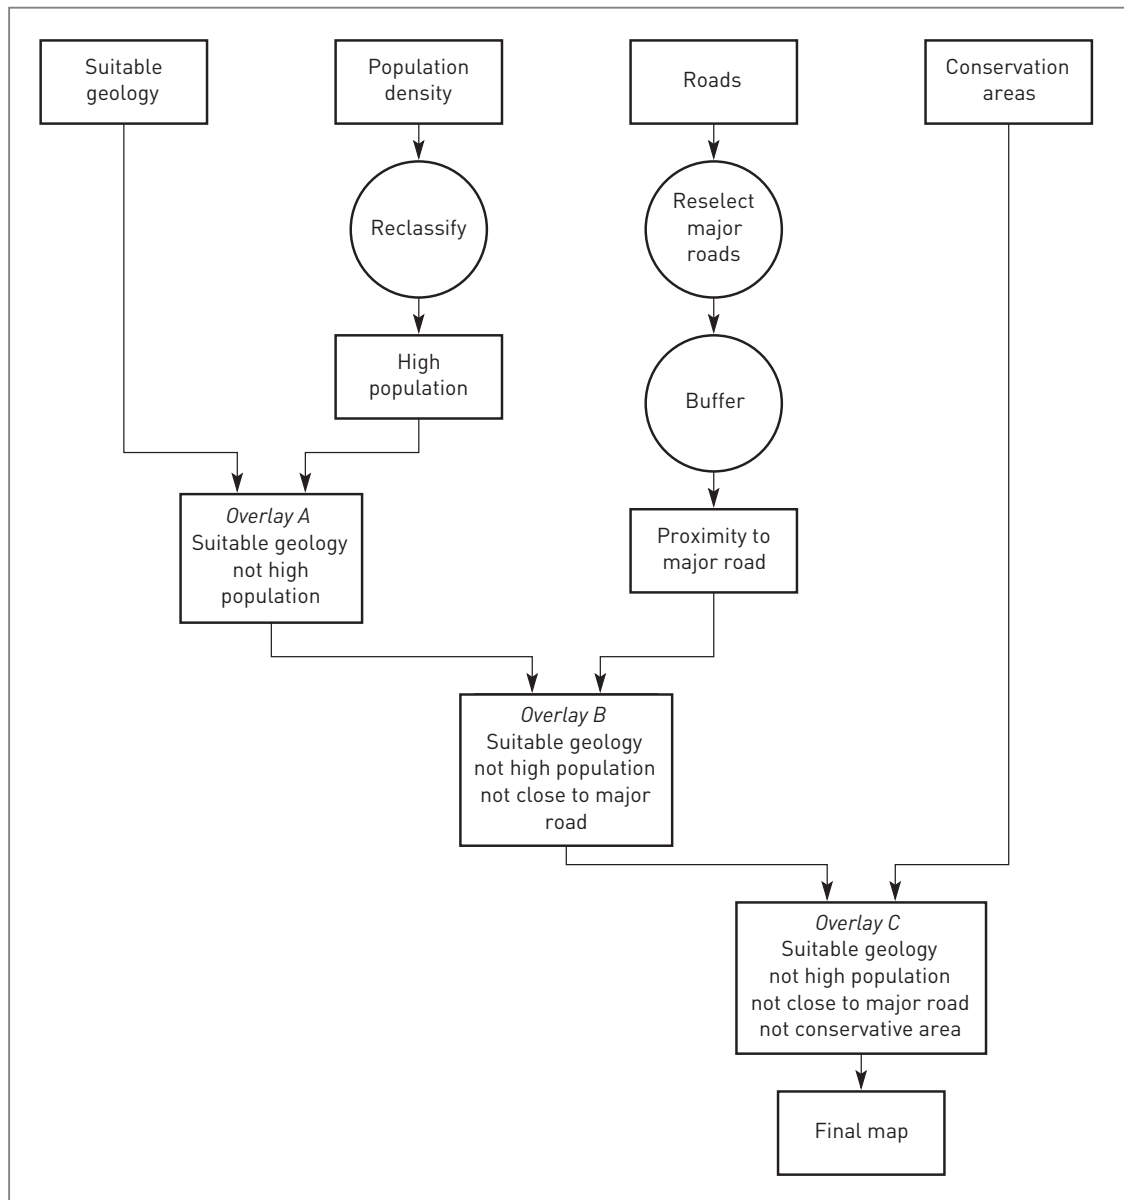 Suitable
geology
Population
density
Roads
Conservation
areas
Reclassify
Reselect
major
roads
High
population
Buffer
Overlay A
Suitable geology
not high
population
Proximity to
major road
Overlay B
Suitable geology
not high population
not close to major
road
Overlay C
Suitable geology
not high population
not close to major road
not conservative area
Final map